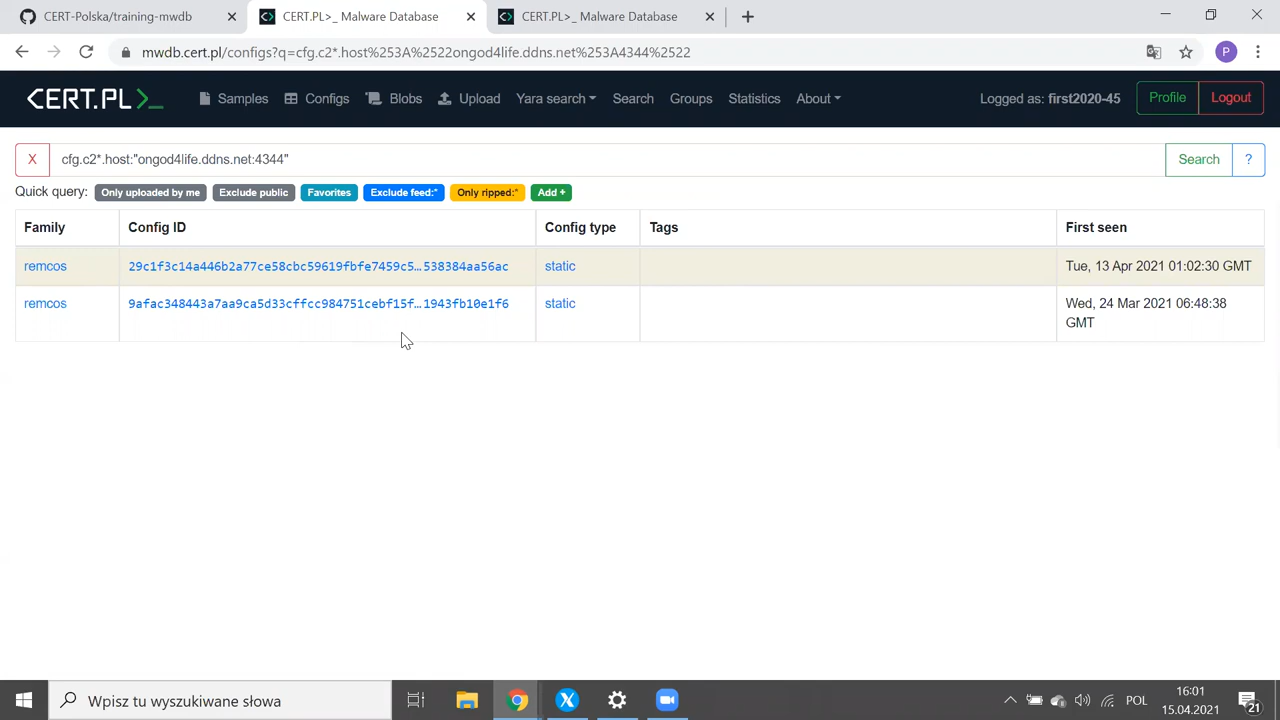 CERT-Polska/training-mwdb
CERT.PL>_ Malware Database
CERT.PL>_ Malware Database
mwdb.cert.pl/configs?q=cfg.c2*.host%253A%2522ongod4life.ddns.net%253A4344%2522
P
CERT.PL>_
Samples
Configs
Blobs
Upload
Yara search
Search
Groups
Statistics
About
Logged as: first2020-45
Profile
Logout
X
cfg.c2*.host:"ongod4life.ddns.net:4344"
Search
?
Quick query: Only uploaded by me Exclude public Favorites Exclude feed:* Only ripped:* Add +
Family Config ID Config type Tags First seen
remcos 29c1f3c14a446b2a77ce58cbc59619fbfe7459c5…538384aa56ac static Tue, 13 Apr 2021 01:02:30 GMT
remcos 9afac348443a7aa9ca5d33cffcc984751cebf15f…1943fb10e1f6 static Wed, 24 Mar 2021 06:48:38
GMT
Wpisz tu wyszukiwane słowa
POL
16:01
15.04.2021
21